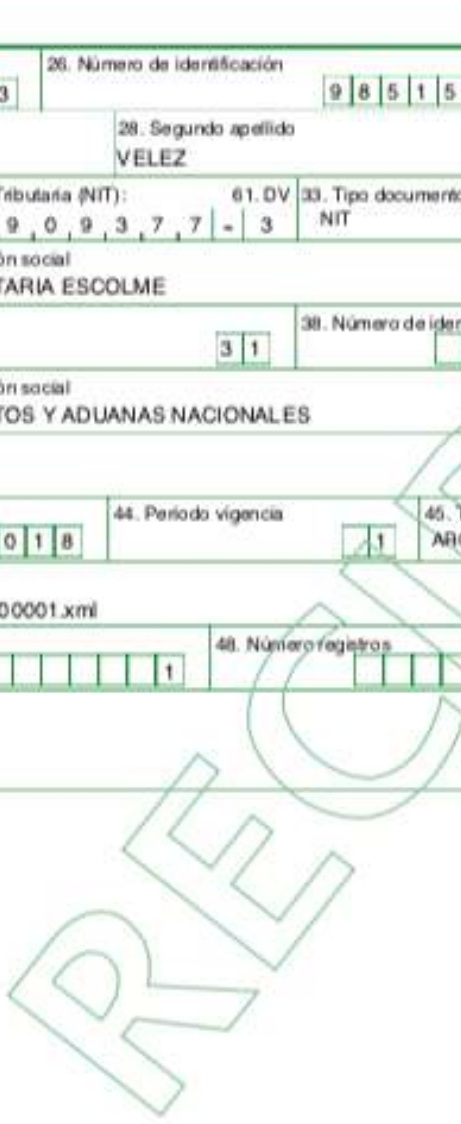 26. Número de identificación
3 9 8 5 1 5
28. Segundo apellido
VELEZ
Tributaria (NIT): 61. DV 33. Tipo documento
9 0 9 3 7 7 - 3 NIT
ón social
TARIA ESCOLME
38. Número de iden
3 1
ón social
TOS Y ADUANAS NACIONALES
44. Periodo vigencia 45. T
0 1 8 1 ARC
00001.xml
48. Número registros
1
RECI